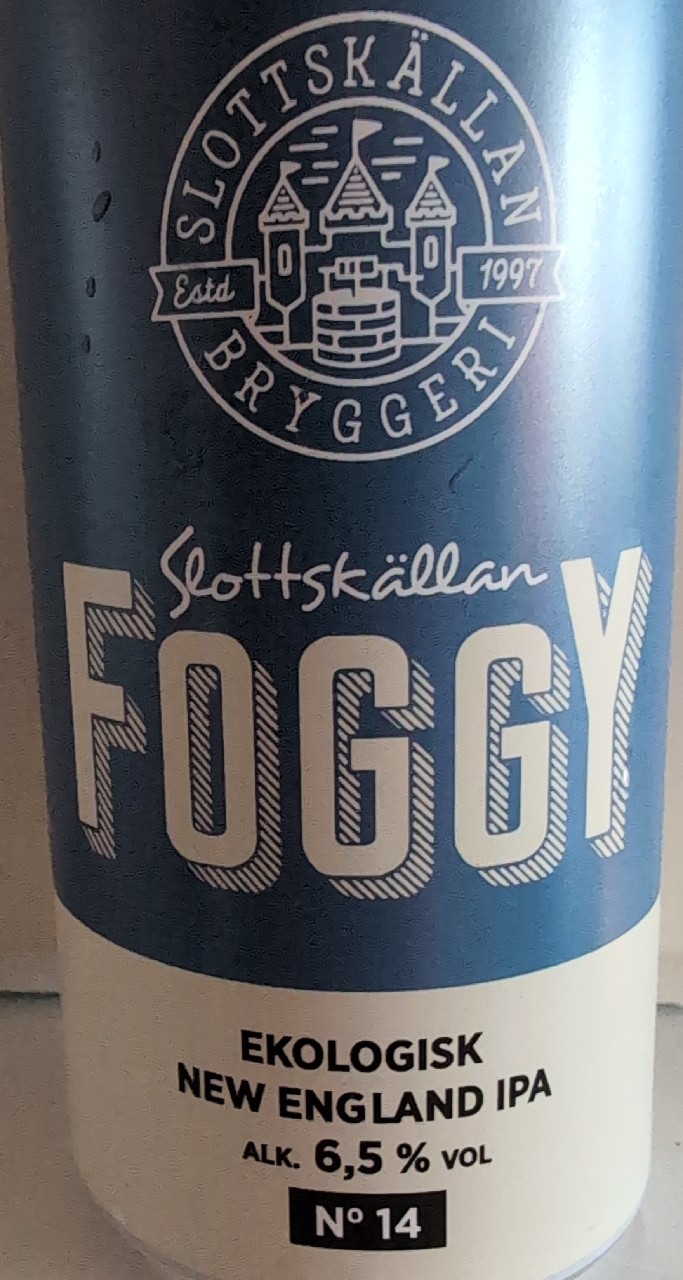 SLOTTSKÄLLAN
Estd 1997
BRYGGERI
Slottskällan
FOGGY
EKOLOGISK
NEW ENGLAND IPA
ALK. 6,5 % VOL
Nº 14